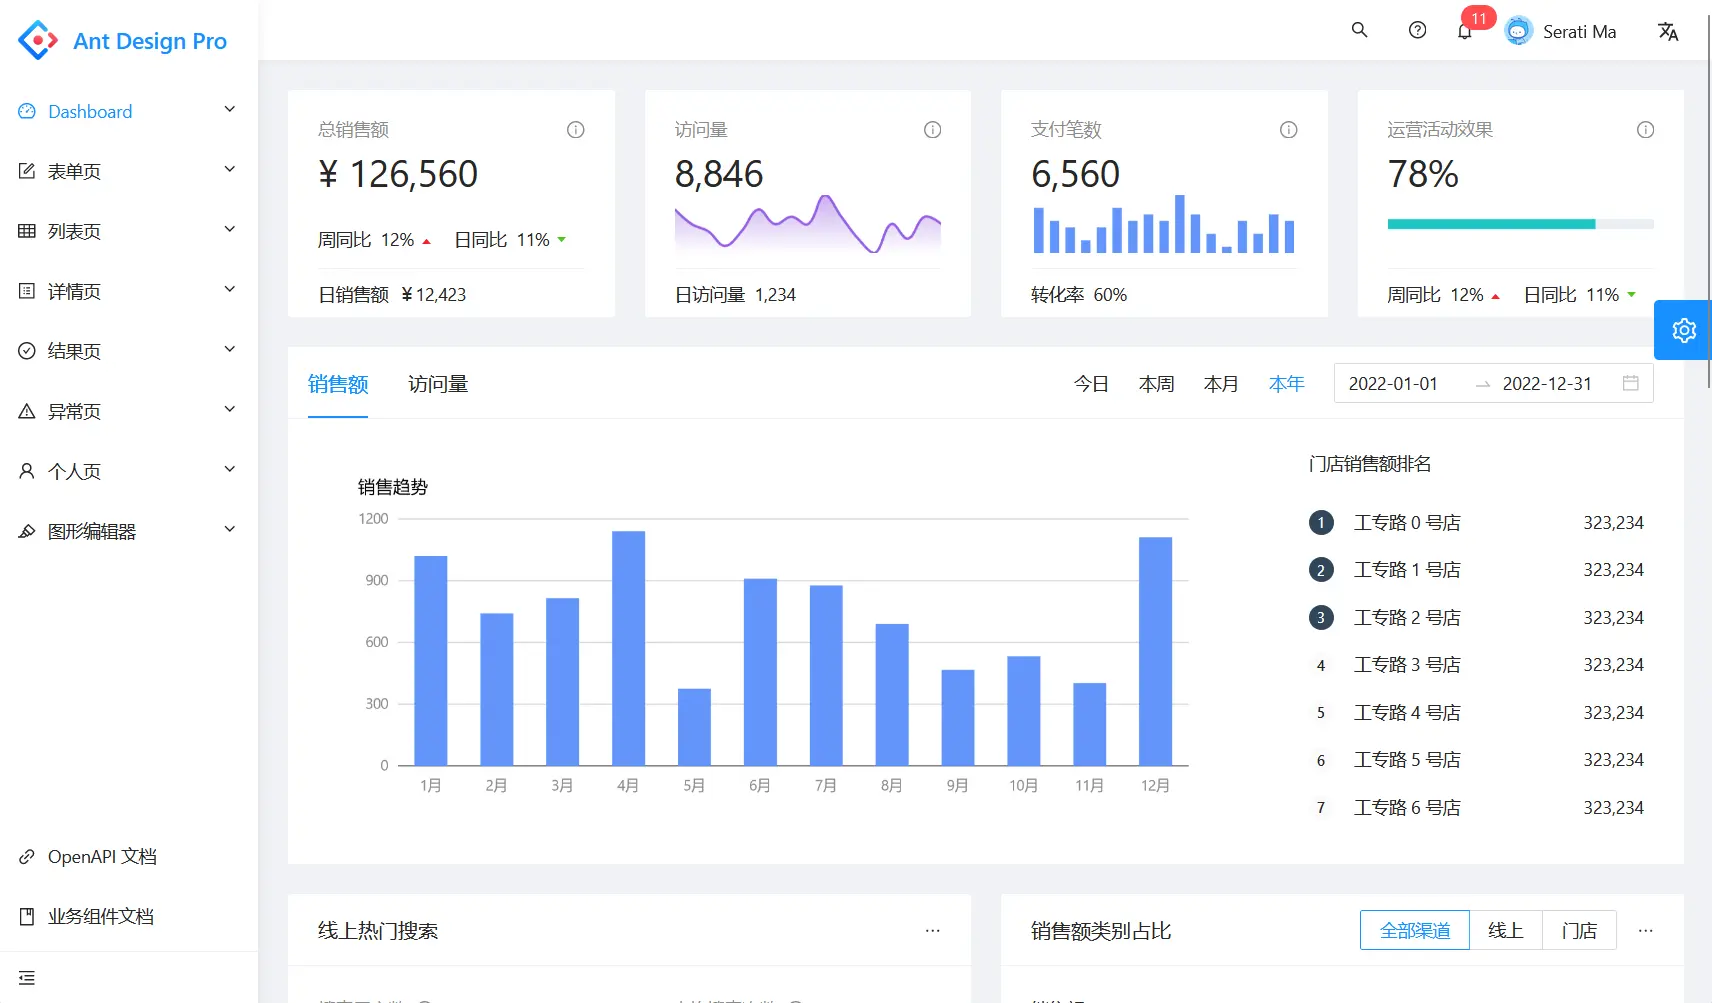 Ant Design Pro
11
Serati Ma
Dashboard
表单页
列表页
详情页
结果页
异常页
个人页
图形编辑器
OpenAPI 文档
业务组件文档
总销售额
¥ 126,560
周同比 12% 日同比 11%
日销售额 ¥ 12,423
访问量
8,846
日访问量 1,234
支付笔数
6,560
转化率 60%
运营活动效果
78%
周同比 12% 日同比 11%
销售额 访问量
今日 本周 本月 本年 2022-01-01 2022-12-31
销售趋势
1200
900
600
300
0
1月 2月 3月 4月 5月 6月 7月 8月 9月 10月 11月 12月
门店销售额排名
1 工专路 0 号店 323,234
2 工专路 1 号店 323,234
3 工专路 2 号店 323,234
4 工专路 3 号店 323,234
5 工专路 4 号店 323,234
6 工专路 5 号店 323,234
7 工专路 6 号店 323,234
线上热门搜索 ···
销售额类别占比 全部渠道 线上 门店 ···